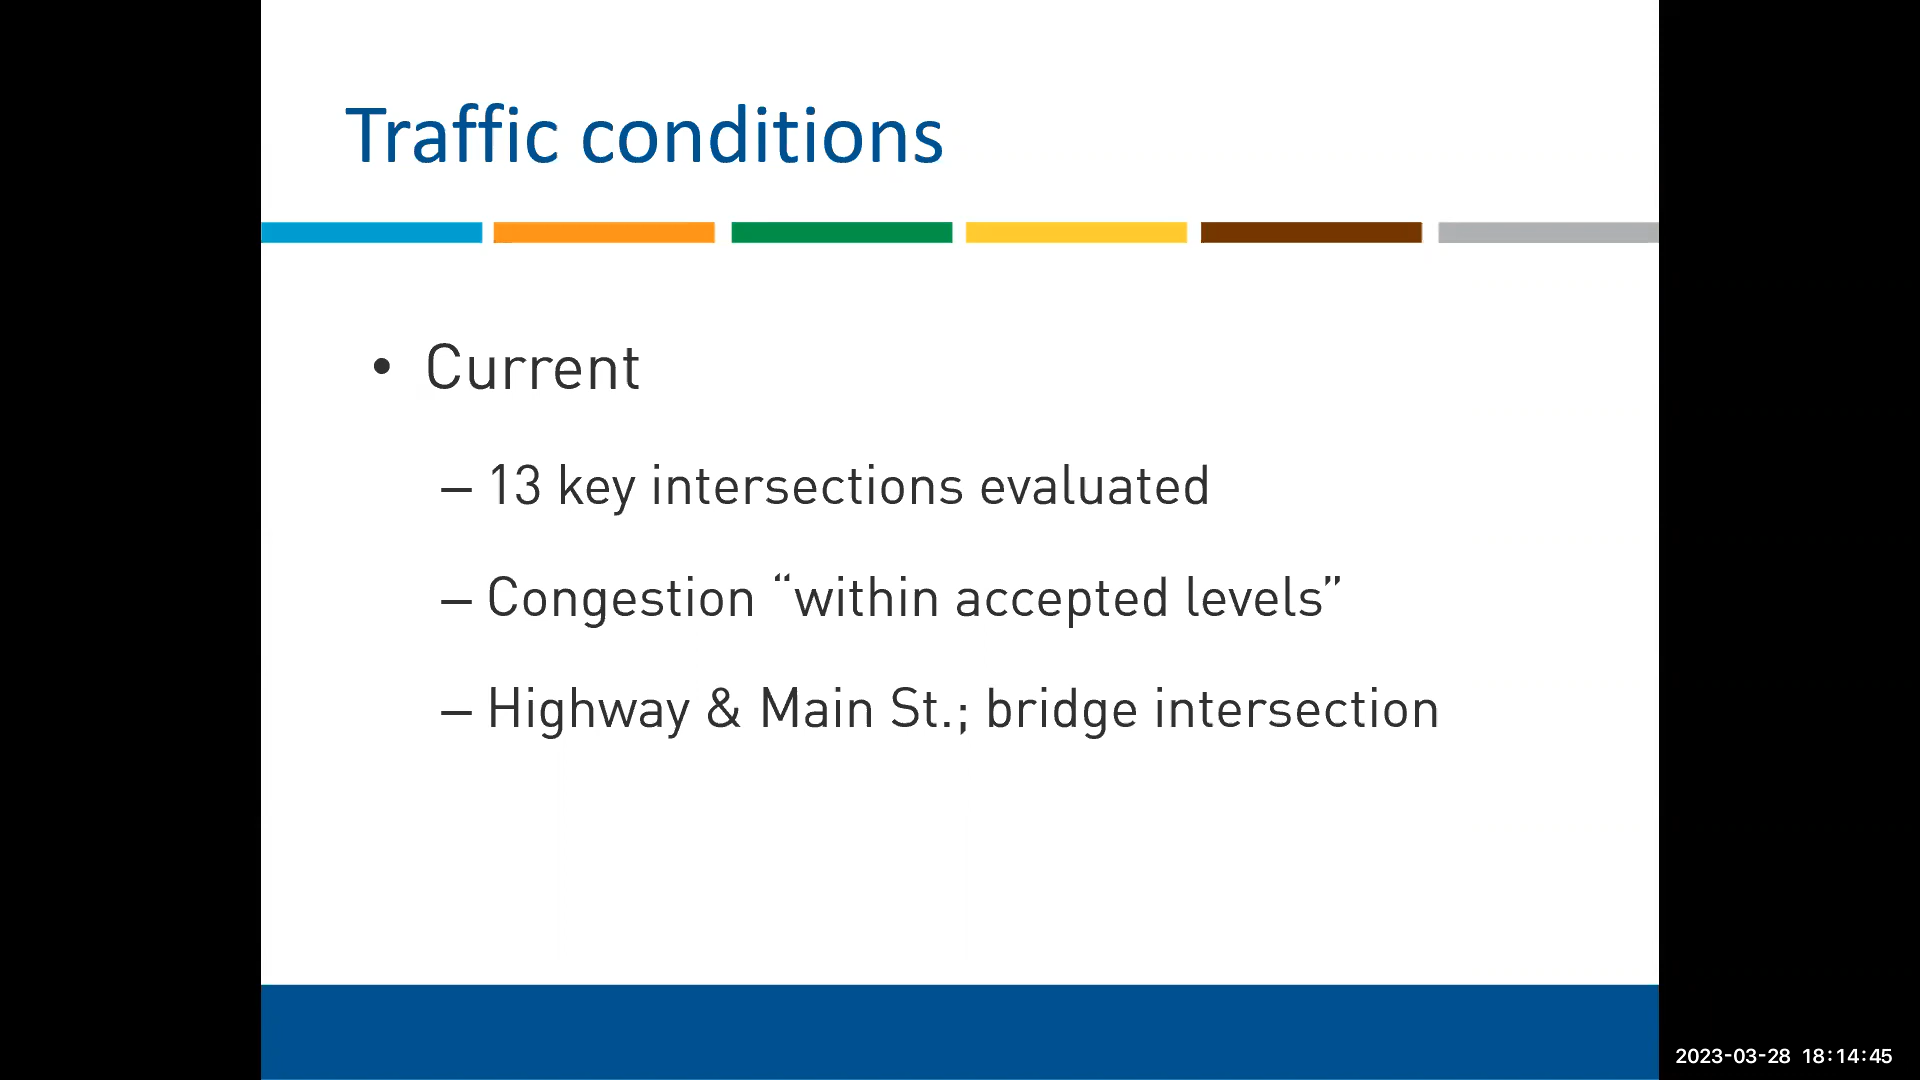 Traffic conditions
• Current
– 13 key intersections evaluated
– Congestion “within accepted levels”
– Highway & Main St.; bridge intersection
2023-03-28 18:14:45